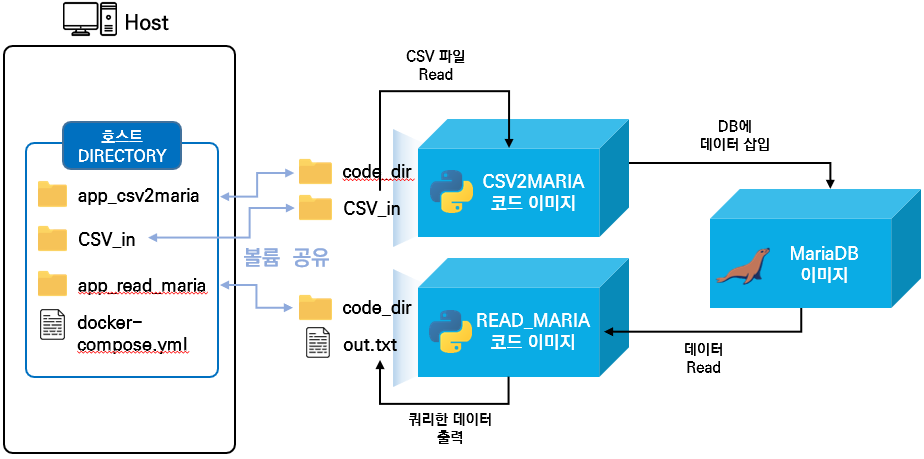 Host
호스트
DIRECTORY
app_csv2maria
CSV_in
app_read_maria
docker-
compose.yml
볼륨 공유
code_dir
CSV_in
code_dir
out.txt
CSV 파일
Read
CSV2MARIA
코드 이미지
READ_MARIA
코드 이미지
쿼리한 데이터
출력
DB에
데이터 삽입
MariaDB
이미지
데이터
Read